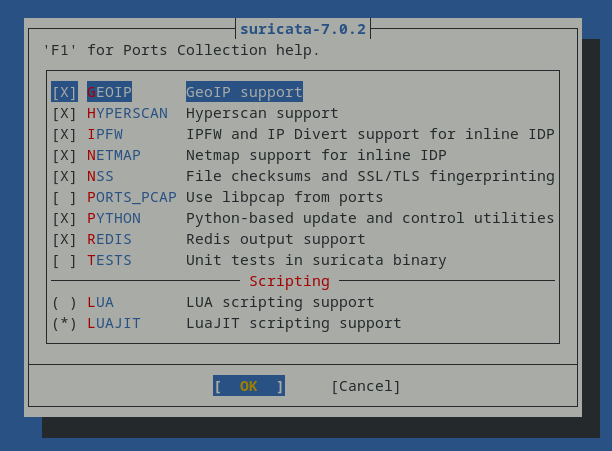 suricata-7.0.2
'F1' for Ports Collection help.
[X] GEOIP GeoIP support
[X] HYPERSCAN Hyperscan support
[X] IPFW IPFW and IP Divert support for inline IDP
[X] NETMAP Netmap support for inline IDP
[X] NSS File checksums and SSL/TLS fingerprinting
[ ] PORTS_PCAP Use libpcap from ports
[X] PYTHON Python-based update and control utilities
[X] REDIS Redis output support
[ ] TESTS Unit tests in suricata binary
Scripting
( ) LUA LUA scripting support
(*) LUAJIT LuaJIT scripting support
[ OK ] [Cancel]